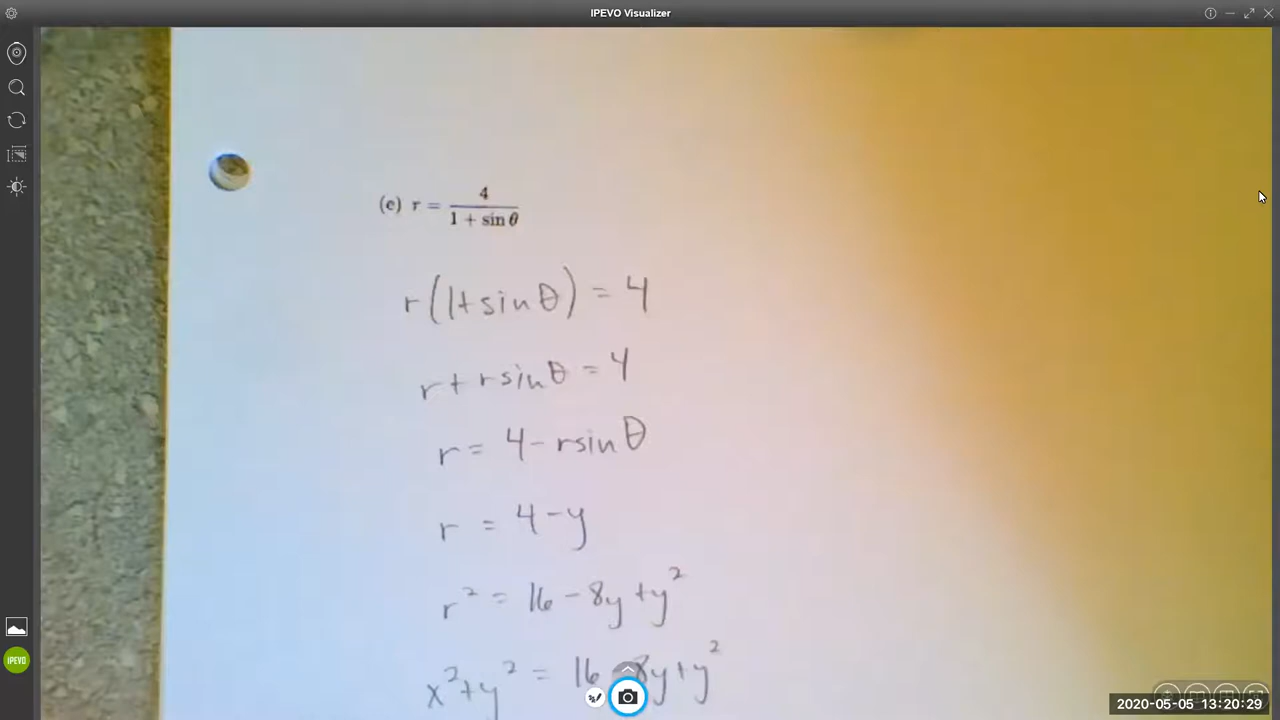 IPEVO Visualizer
(e) r = 4/(1 + sin θ)
r(1+sinθ) = 4
r + rsinθ = 4
r = 4 - rsinθ
r = 4 - y
r² = 16 - 8y + y²
x² + y² = 16 - 8y + y²
IPEVO
2020-05-05 13:20:29